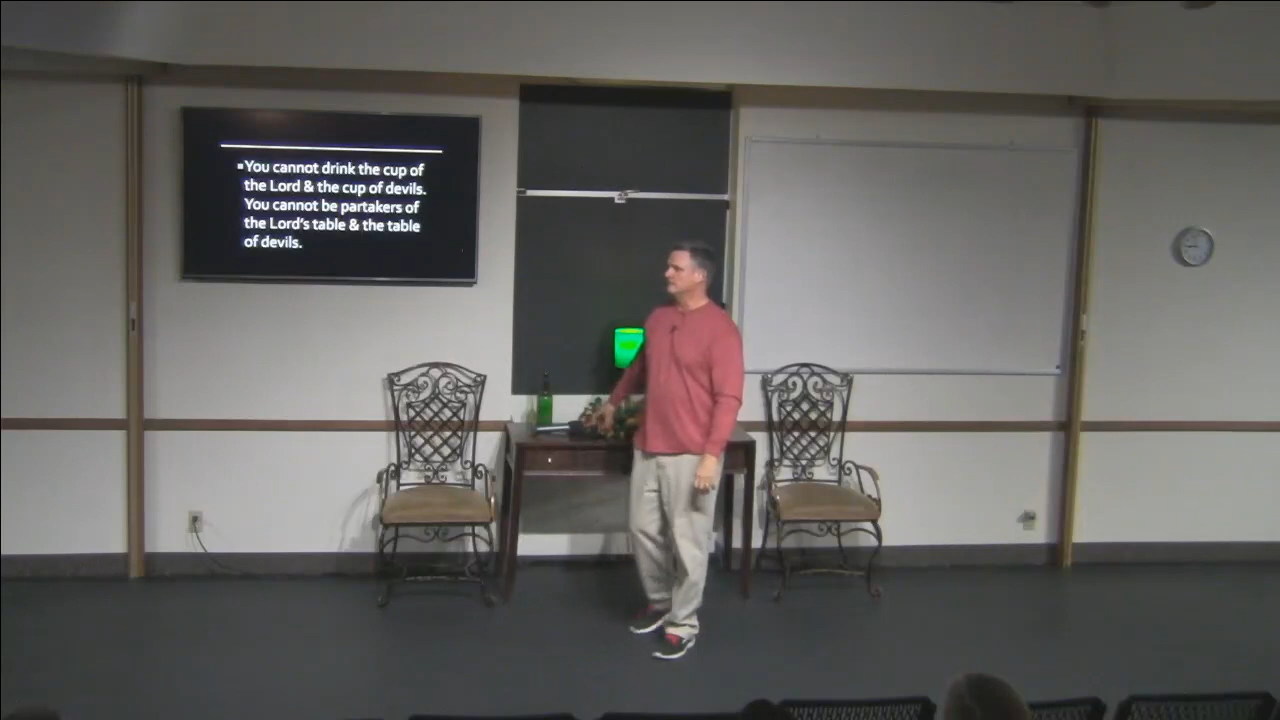 ▪You cannot drink the cup of
the Lord & the cup of devils.
You cannot be partakers of
the Lord's table & the table
of devils.